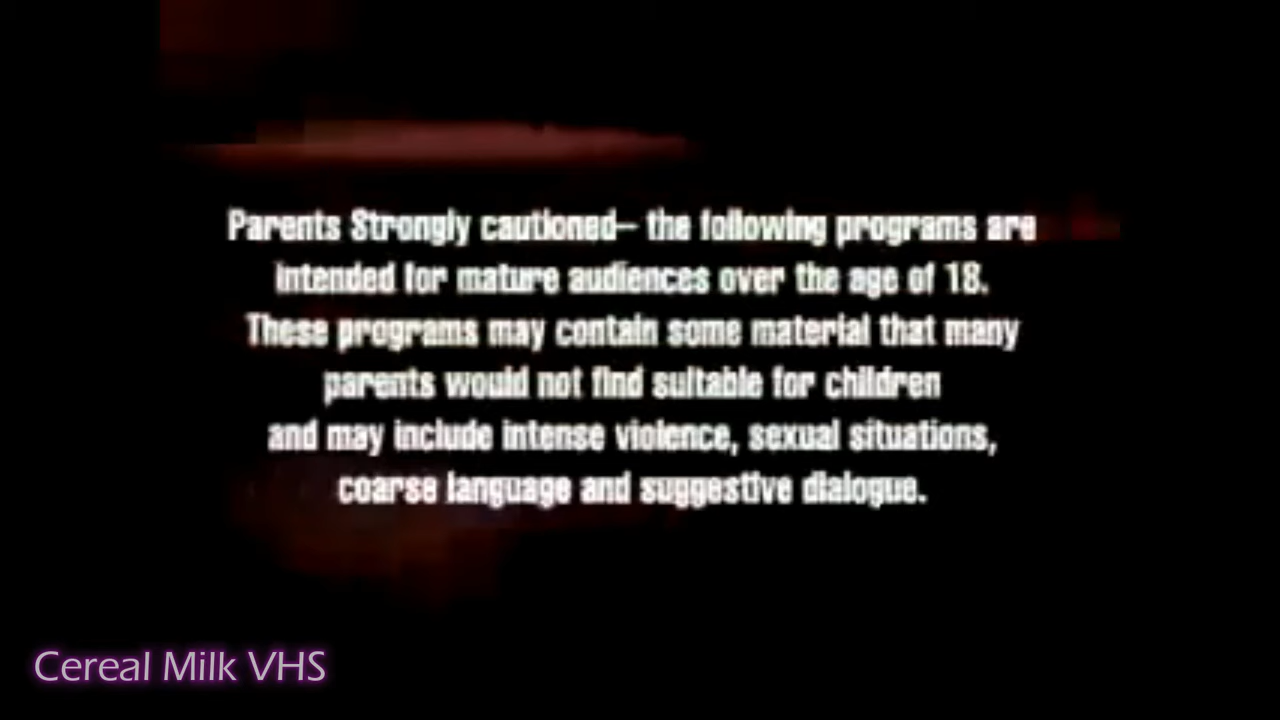 Parents Strongly cautioned– the following programs are
intended for mature audiences over the age of 18.
These programs may contain some material that many
parents would not find suitable for children
and may include intense violence, sexual situations,
coarse language and suggestive dialogue.
Cereal Milk VHS